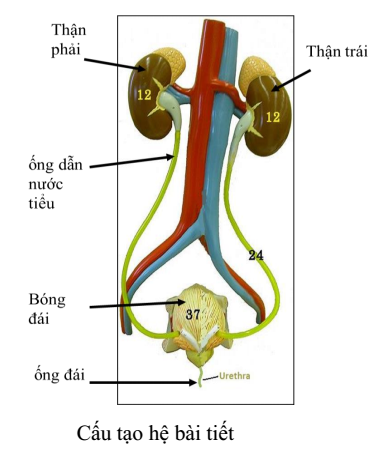 Thận
phải
Thận trái
12
12
ống dẫn
nước
tiểu
24
Bóng
đái
37
ống đái
Urethra
Cấu tạo hệ bài tiết